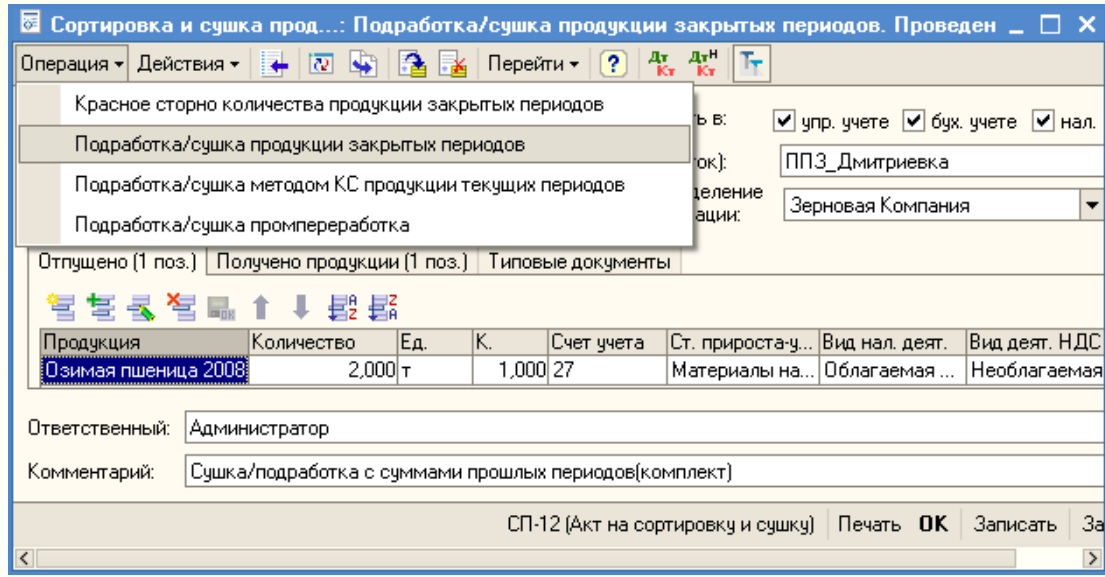 Сортировка и сушка прод...: Подработка/сушка продукции закрытых периодов. Проведен
Операция Действия Перейти ? Дт Кт ДтН Кт Тт
Красное сторно количества продукции закрытых периодов
ть в: упр. учете бух. учете нал.
Подработка/сушка продукции закрытых периодов
ок): ППЗ_Дмитриевка
Подработка/сушка методом КС продукции текущих периодов
деление
ации: Зерновая Компания
Подработка/сушка промпереработка
Отпущено (1 поз.) Получено продукции (1 поз.) Типовые документы
Продукция Количество Ед. К. Счет учета Ст. прироста-у... Вид нал. деят. Вид деят. НДС
Озимая пшеница 2008 2,000 т 1,000 27 Материалы на... Облагаемая ... Необлагаемая
Ответственный: Администратор
Комментарий: Сушка/подработка с суммами прошлых периодов(комплект)
СП-12 (Акт на сортировку и сушку) Печать OK Записать За